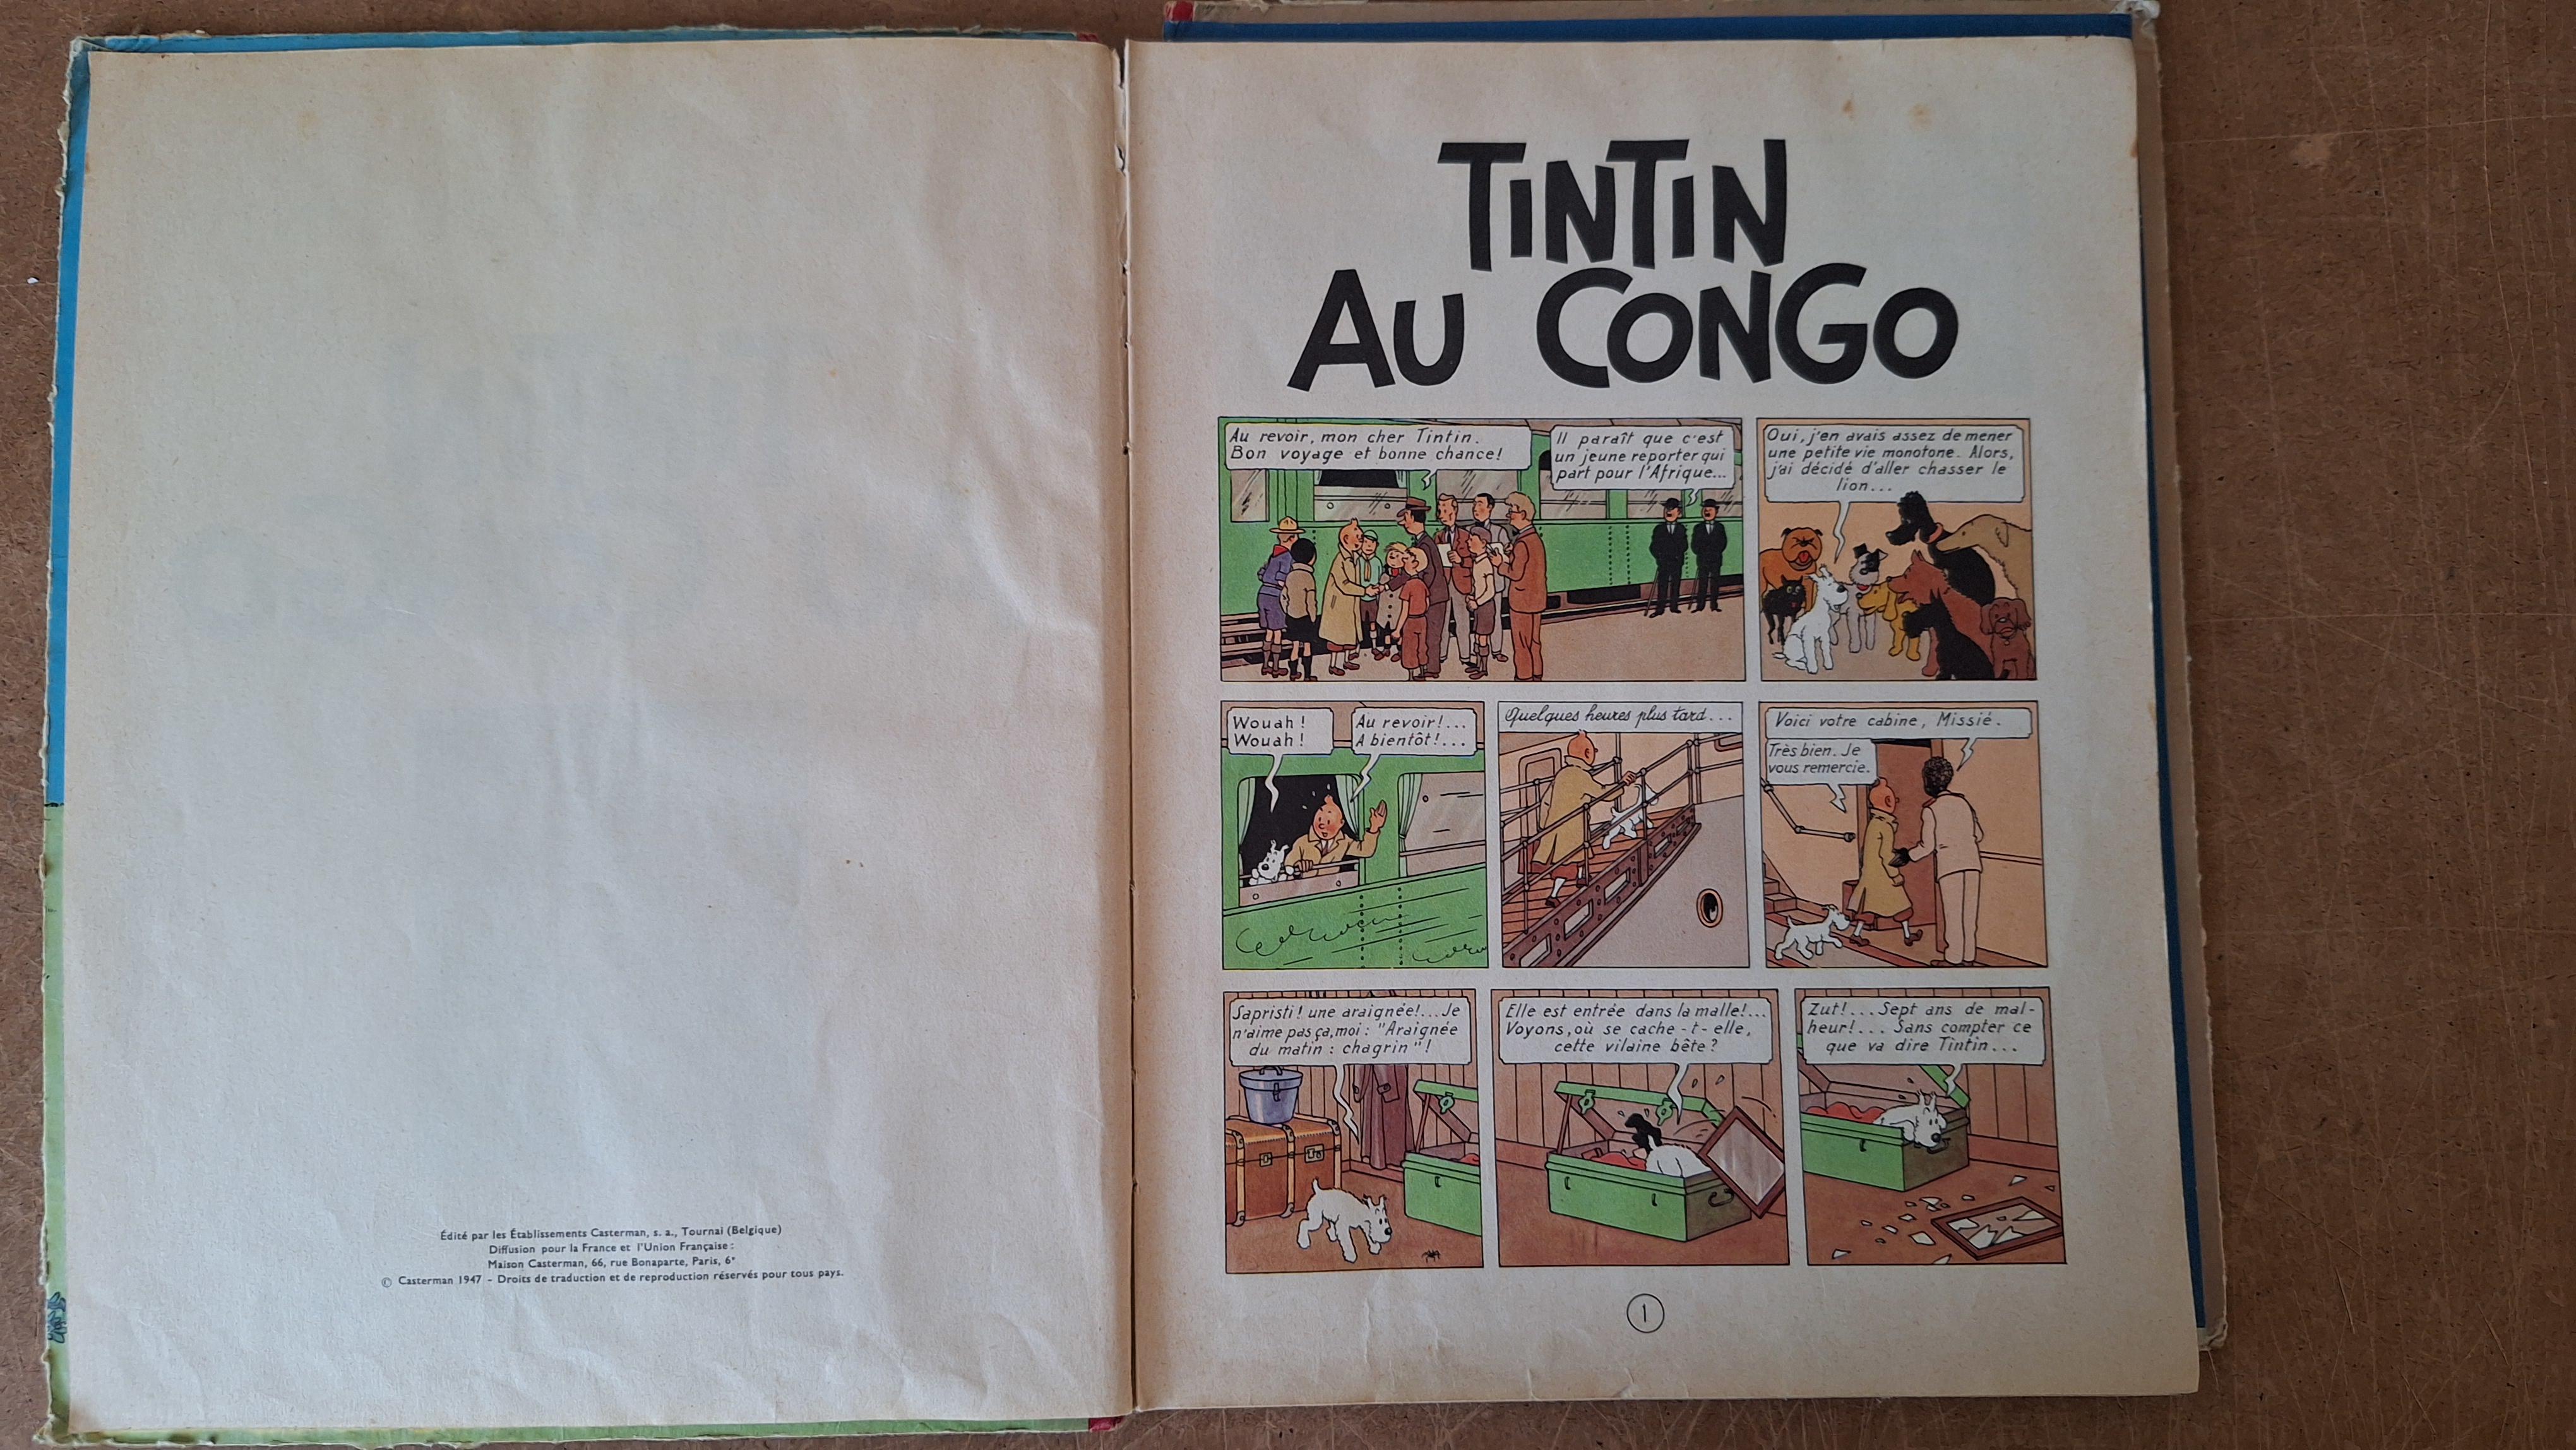 Édité par les Établissements Casterman, s. a., Tournai (Belgique)
Diffusion pour la France et l'Union Française :
Maison Casterman, 66, rue Bonaparte, Paris, 6e
© Casterman 1947 - Droits de traduction et de reproduction réservés pour tous pays.
TINTIN
AU CONGO
Au revoir, mon cher Tintin.
Bon voyage et bonne chance!
Il paraît que c'est
un jeune reporter qui
part pour l'Afrique...
Oui, j'en avais assez de mener
une petite vie monotone. Alors,
j'ai décidé d'aller chasser le
lion...
Wouah!
Wouah!
Au revoir!...
A bientôt!...
Quelques heures plus tard...
Voici votre cabine, Missié.
Très bien. Je
vous remercie.
Sapristi! une araignée!...Je
n'aime pas ça, moi : "Araignée
du matin : chagrin"!
Elle est entrée dans la malle!...
Voyons, où se cache-t-elle,
cette vilaine bête?
Zut!...Sept ans de mal-
heur!... Sans compter ce
que va dire Tintin...
1